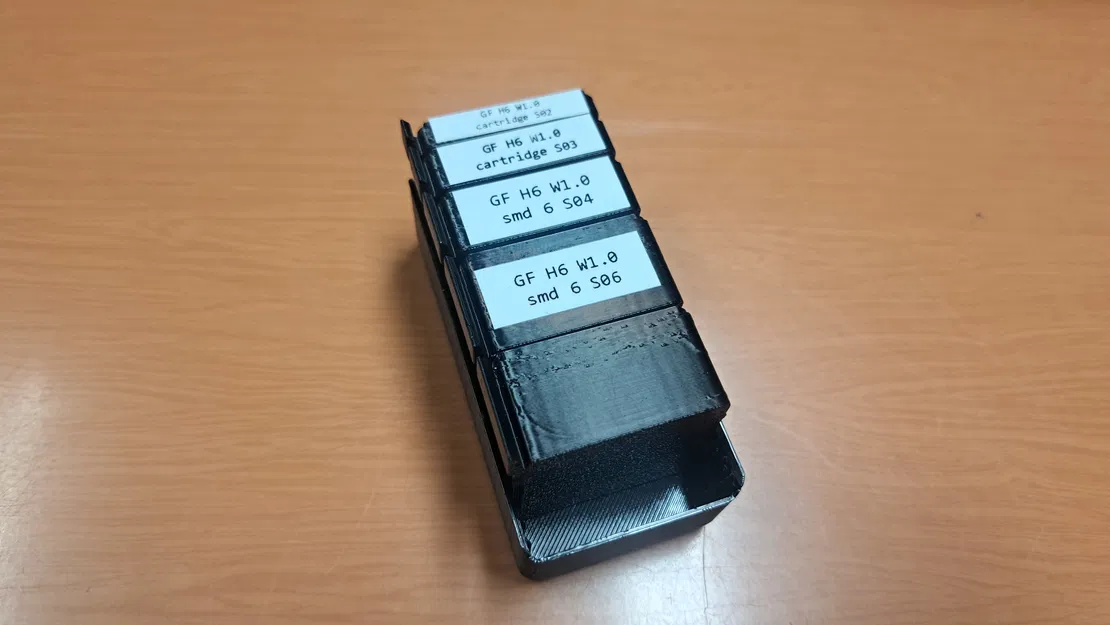 GF H6 W1.0
cartridge S02
GF H6 W1.0
cartridge S03
GF H6 W1.0
smd 6 S04
GF H6 W1.0
smd 6 S06